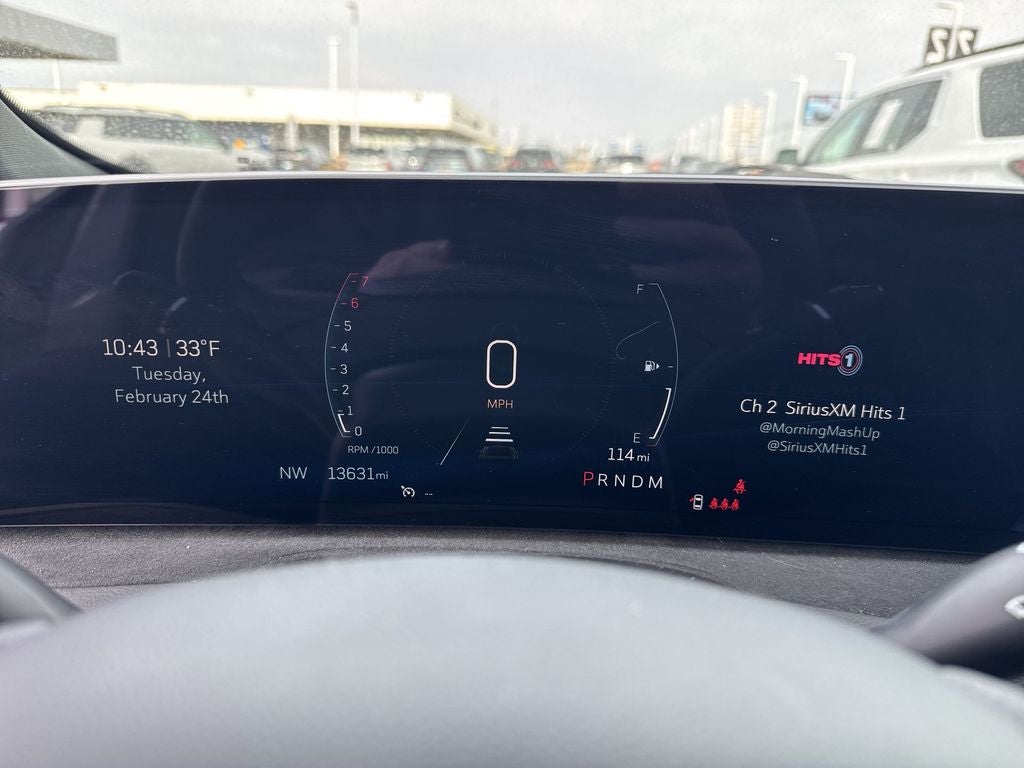 10:43 | 33°F
Tuesday,
February 24th
7
6
5
4
3
2
1
0
RPM /1000
NW 13631mi
--
0
MPH
F
E
114 mi
PRNDM
HITS1
Ch 2 SiriusXM Hits 1
@MorningMashUp
@SiriusXMHits1